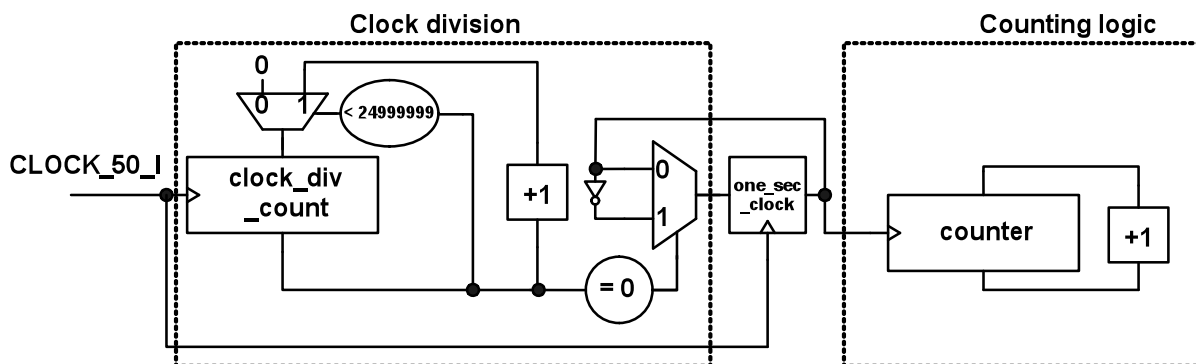 Clock division
Counting logic
0
0 1
< 24999999
CLOCK_50_I
clock_div
_count
+1
0
1
one_sec
_clock
counter
+1
= 0